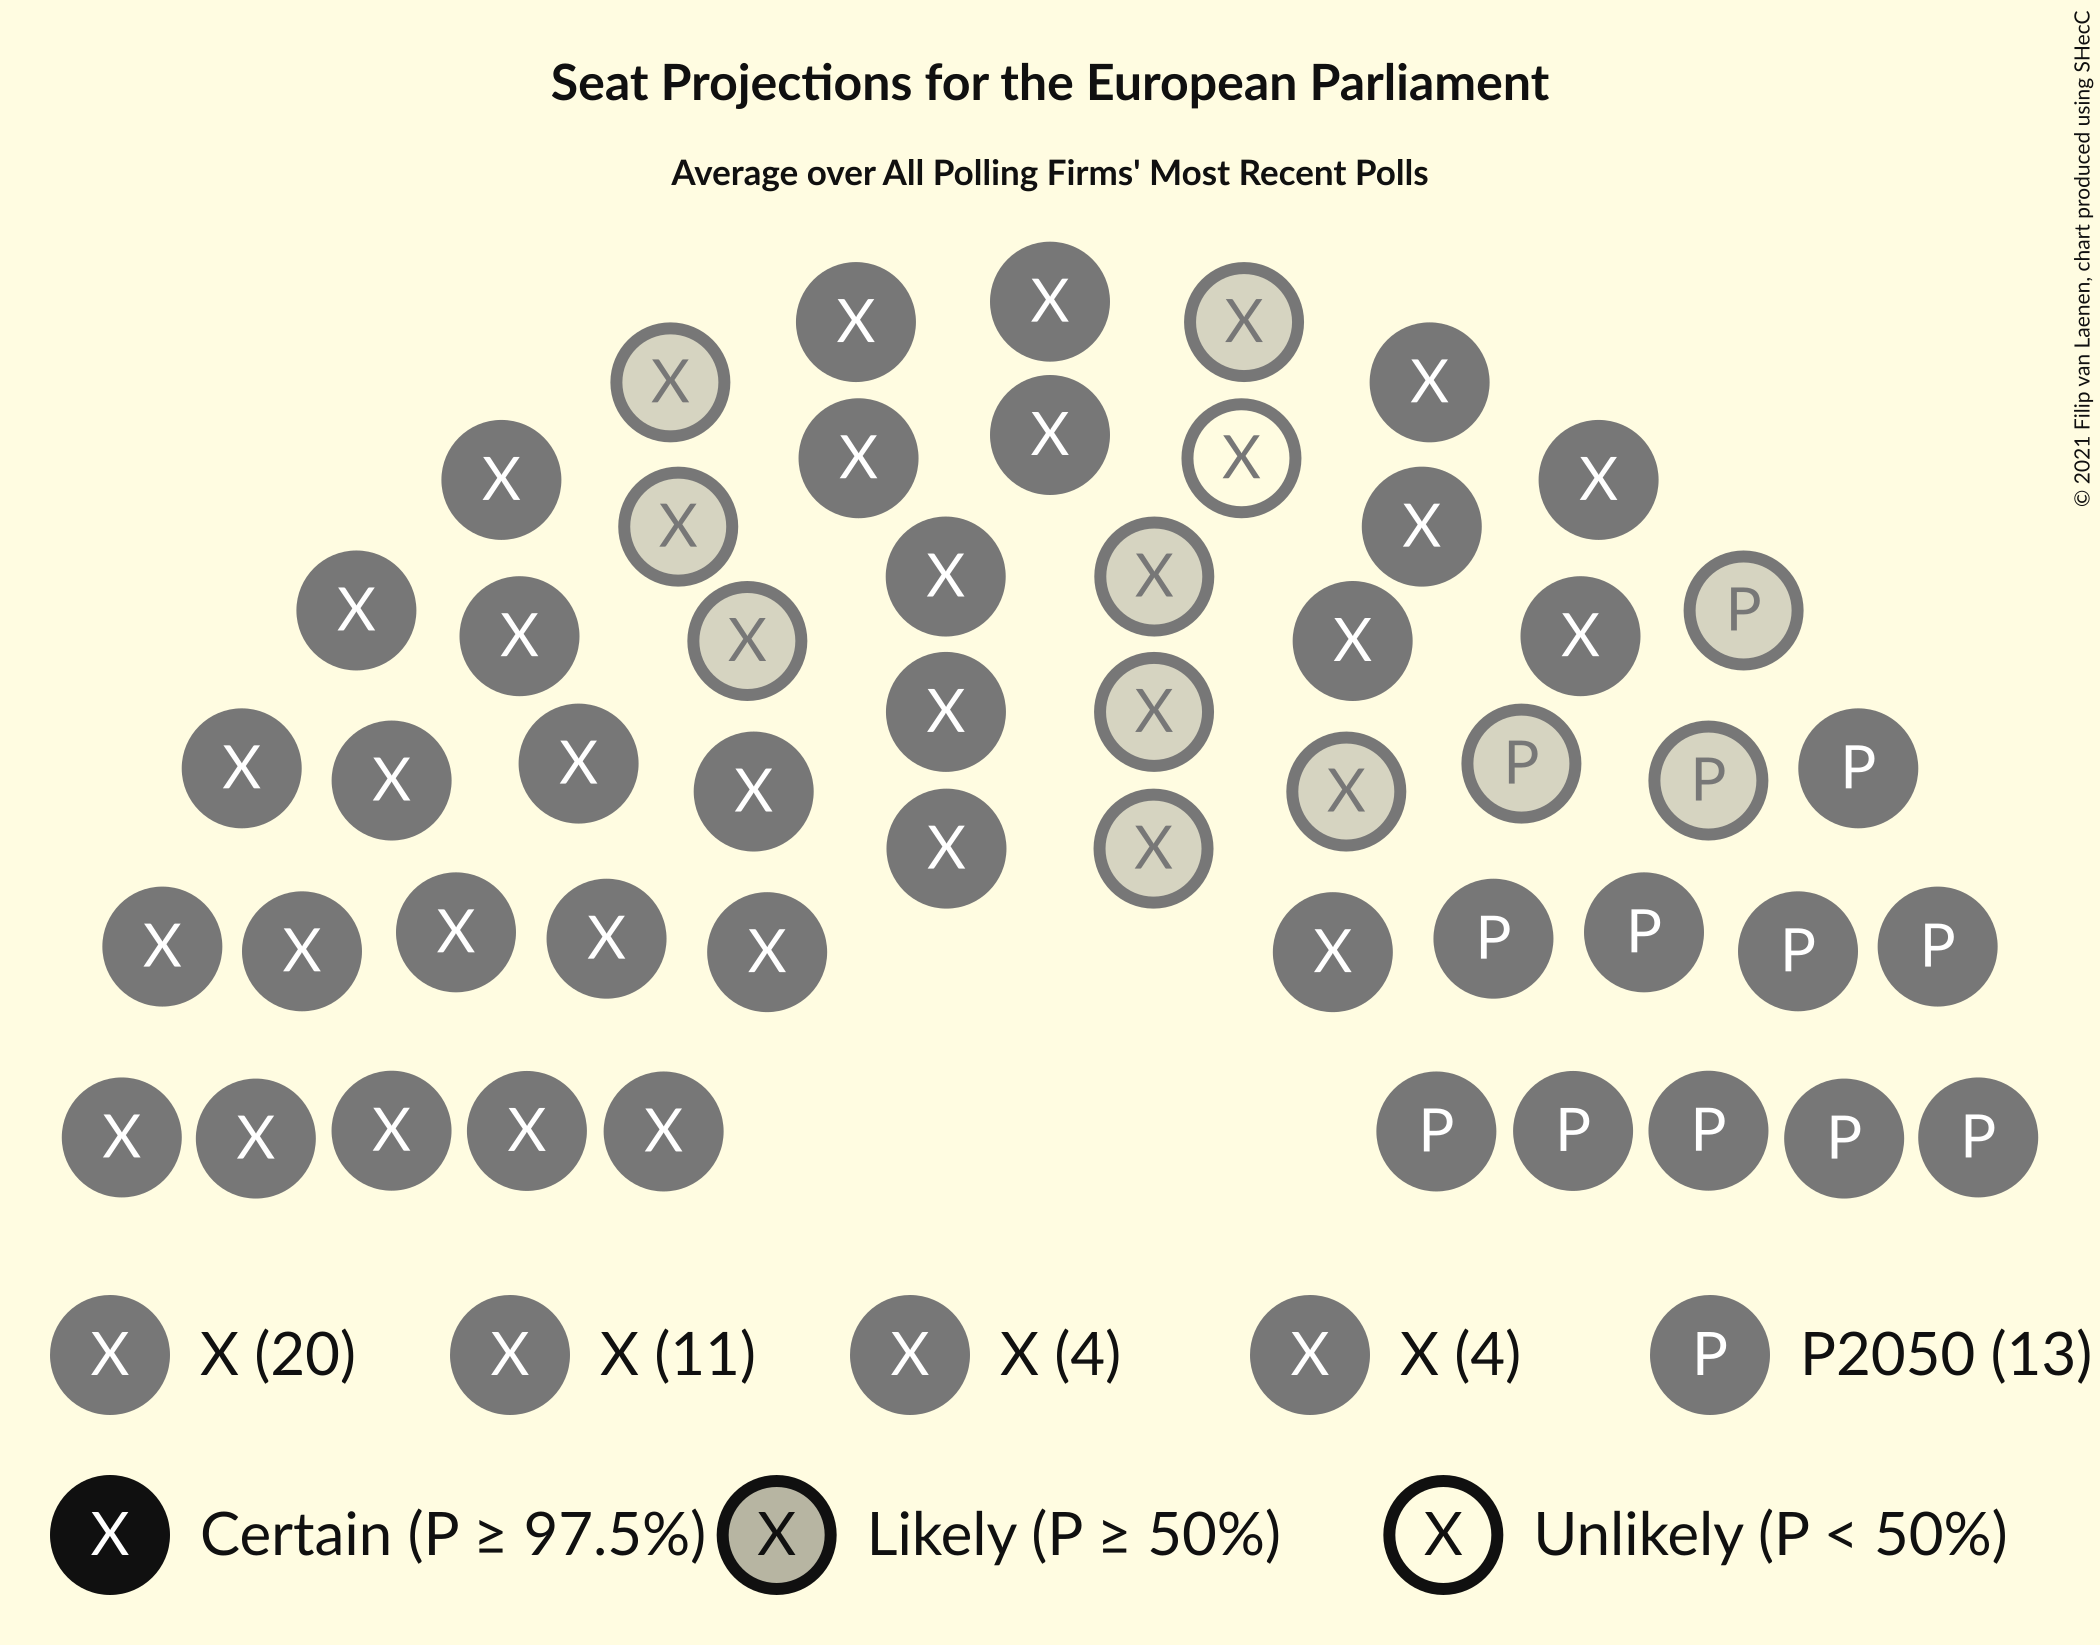 Seat Projections for the European Parliament
Average over All Polling Firms' Most Recent Polls
© 2021 Filip van Laenen, chart produced using SHecC
X X X
X X
X X X
X X X
X X
X X
X X X P
X X
X X P
X X X P
X X P P
X X
X X P P
X X P P
X X P P
X X X P P P
X X P P
X X (20) X X (11) X X (4) X X (4) P P2050 (13)
X Certain (P ≥ 97.5%) X Likely (P ≥ 50%) X Unlikely (P < 50%)